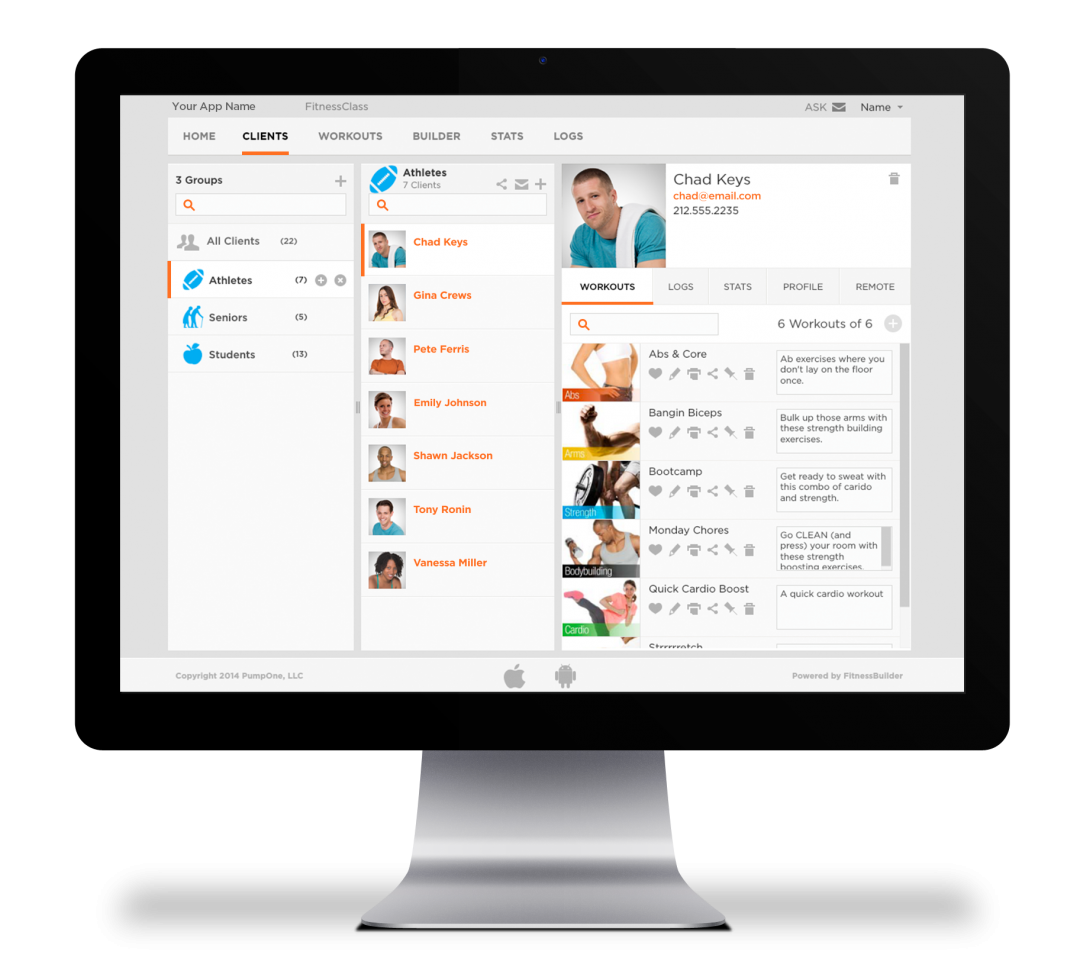 Your App Name
FitnessClass
ASK
Name
HOME
CLIENTS
WORKOUTS
BUILDER
STATS
LOGS
3 Groups
All Clients (22)
Athletes (7)
Seniors (5)
Students (13)
Athletes
7 Clients
Chad Keys
Gina Crews
Pete Ferris
Emily Johnson
Shawn Jackson
Tony Ronin
Vanessa Miller
Chad Keys
chad@email.com
212.555.2235
WORKOUTS
LOGS
STATS
PROFILE
REMOTE
6 Workouts of 6
Abs
Abs & Core
Ab exercises where you
don't lay on the floor
once.
Arms
Bangin Biceps
Bulk up those arms with
these strength building
exercises.
Strength
Bootcamp
Get ready to sweat with
this combo of carido
and strength.
Bodybuilding
Monday Chores
Go CLEAN (and
press) your room with
these strength
boosting exercises.
Cardio
Quick Cardio Boost
A quick cardio workout
Strrrrretch
Copyright 2014 PumpOne, LLC
Powered by FitnessBuilder